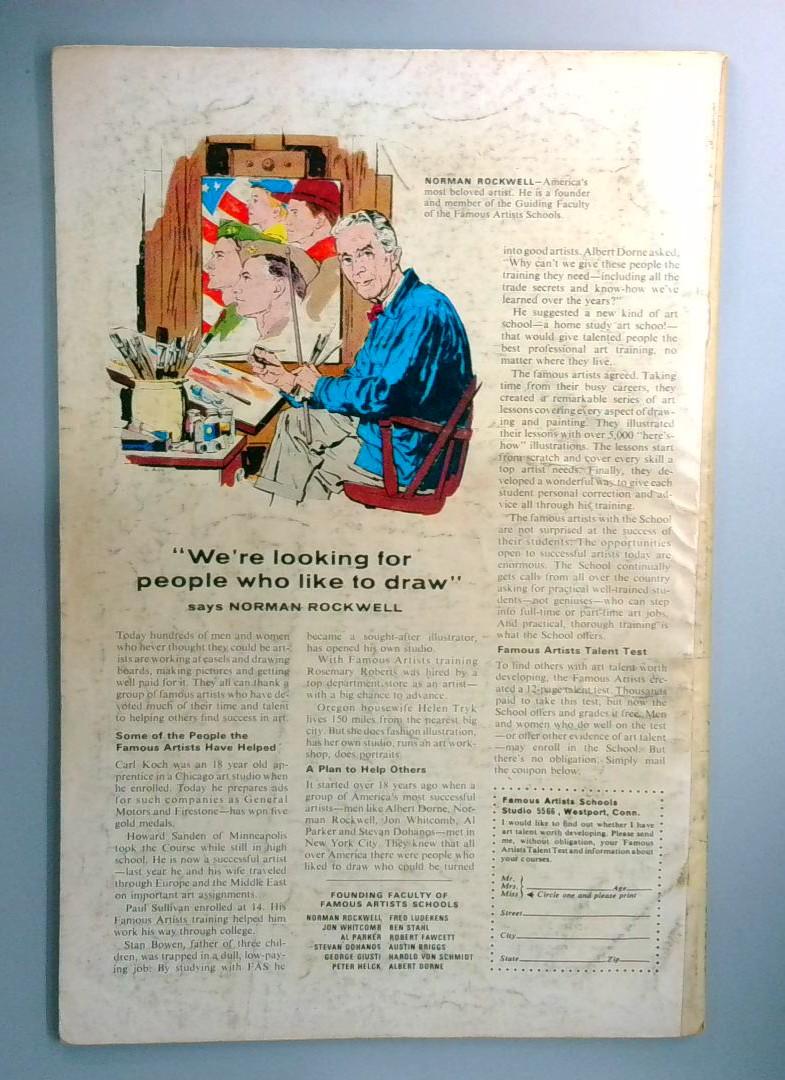 NORMAN ROCKWELL—America's
most beloved artist. He is a founder
and member of the Guiding Faculty
of the Famous Artists Schools.
"We're looking for
people who like to draw"
says NORMAN ROCKWELL
Today hundreds of men and women
who never thought they could be art-
ists are working at easels and drawing
boards, making pictures and getting
well paid for it. They all can thank a
group of famous artists who have de-
voted much of their time and talent
to helping others find success in art.
Some of the People the
Famous Artists Have Helped
Carl Koch was an 18 year old ap-
prentice in a Chicago art studio when
he enrolled. Today he prepares ads
for such companies as General
Motors and Firestone—has won five
gold medals.
Howard Sanden of Minneapolis
took the Course while still in high
school. He is now a successful artist
—last year he and his wife traveled
through Europe and the Middle East
on important art assignments.
Paul Sullivan enrolled at 14. His
Famous Artists training helped him
work his way through college.
Stan Bowen, father of three chil-
dren, was trapped in a dull, low-pay-
ing job. By studying with FAS he
became a sought-after illustrator,
has opened his own studio.
With Famous Artists training
Rosemary Roberts was hired by a
top department store as an artist—
with a big chance to advance.
Oregon housewife Helen Tryk
lives 150 miles from the nearest big
city. But she does fashion illustration,
has her own studio, runs an art work-
shop, does portraits.
A Plan to Help Others
It started over 18 years ago when a
group of America's most successful
artists—men like Albert Dorne, Nor-
man Rockwell, Jon Whitcomb, Al
Parker and Stevan Dohanos—met in
New York City. They knew that all
over America there were people who
liked to draw who could be turned
FOUNDING FACULTY OF
FAMOUS ARTISTS SCHOOLS
NORMAN ROCKWELL FRED LUDEKENS
JON WHITCOMB BEN STAHL
AL PARKER ROBERT FAWCETT
STEVAN DOHANOS AUSTIN BRIGGS
GEORGE GIUSTI HAROLD VON SCHMIDT
PETER HELCK ALBERT DORNE
into good artists. Albert Dorne asked,
"Why can't we give these people the
training they need—including all the
trade secrets and know-how we've
learned over the years?"
He suggested a new kind of art
school—a home study art school—
that would give talented people the
best professional art training, no
matter where they live.
The famous artists agreed. Taking
time from their busy careers, they
created a remarkable series of art
lessons covering every aspect of draw-
ing and painting. They illustrated
their lessons with over 5,000 "here's-
how" illustrations. The lessons start
from scratch and cover every skill a
top artist needs. Finally, they de-
veloped a wonderful way to give each
student personal correction and ad-
vice all through his training.
The famous artists with the School
are not surprised at the success of
their students. The opportunities
open to successful artists today are
enormous. The School continually
gets calls from all over the country
asking for practical well-trained stu-
dents—not geniuses—who can step
into full-time or part-time art jobs.
And practical, thorough training is
what the School offers.
Famous Artists Talent Test
To find others with art talent worth
developing, the Famous Artists cre-
ated a 12-page talent test. Thousands
paid to take this test, but now the
School offers and grades it free. Men
and women who do well on the test
—or offer other evidence of art talent
—may enroll in the School. But
there's no obligation. Simply mail
the coupon below.
Famous Artists Schools
Studio 5566, Westport, Conn.
I would like to find out whether I have
art talent worth developing. Please send
me, without obligation, your Famous
Artists Talent Test and information about
your courses.
Mr.
Mrs. Age
Miss Circle one and please print
Street
City
State Zip